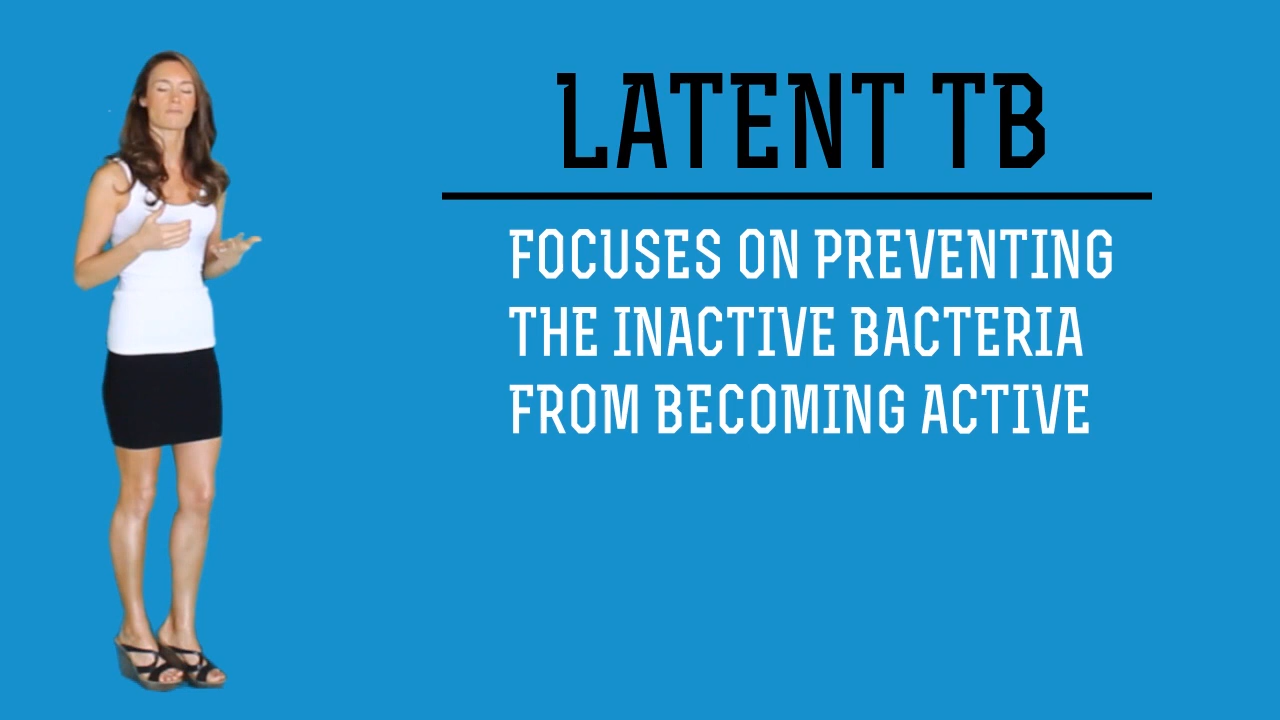 LATENT TB
FOCUSES ON PREVENTING
THE INACTIVE BACTERIA
FROM BECOMING ACTIVE